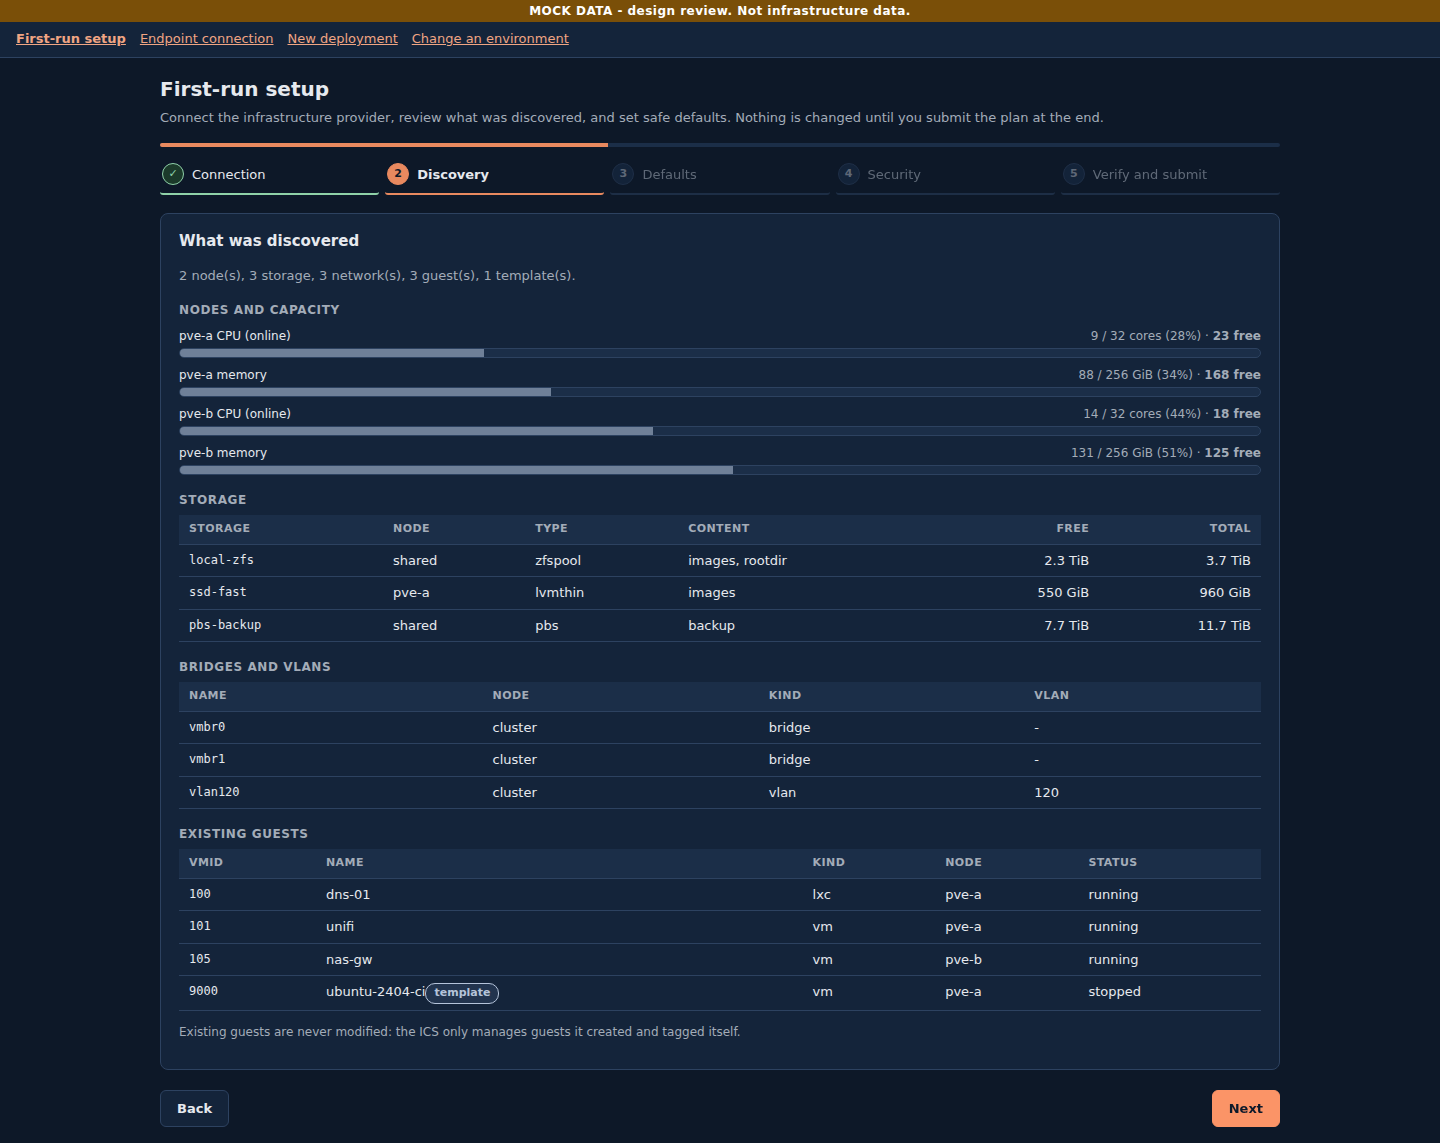 MOCK DATA - design review. Not infrastructure data.
First-run setup Endpoint connection New deployment Change an environment
First-run setup
Connect the infrastructure provider, review what was discovered, and set safe defaults. Nothing is changed until you submit the plan at the end.
✓ Connection 2 Discovery 3 Defaults 4 Security 5 Verify and submit
What was discovered
2 node(s), 3 storage, 3 network(s), 3 guest(s), 1 template(s).
NODES AND CAPACITY
pve-a CPU (online) 9 / 32 cores (28%) · 23 free
pve-a memory 88 / 256 GiB (34%) · 168 free
pve-b CPU (online) 14 / 32 cores (44%) · 18 free
pve-b memory 131 / 256 GiB (51%) · 125 free
STORAGE
STORAGE NODE TYPE CONTENT FREE TOTAL
local-zfs shared zfspool images, rootdir 2.3 TiB 3.7 TiB
ssd-fast pve-a lvmthin images 550 GiB 960 GiB
pbs-backup shared pbs backup 7.7 TiB 11.7 TiB
BRIDGES AND VLANS
NAME NODE KIND VLAN
vmbr0 cluster bridge -
vmbr1 cluster bridge -
vlan120 cluster vlan 120
EXISTING GUESTS
VMID NAME KIND NODE STATUS
100 dns-01 lxc pve-a running
101 unifi vm pve-a running
105 nas-gw vm pve-b running
9000 ubuntu-2404-ci template vm pve-a stopped
Existing guests are never modified: the ICS only manages guests it created and tagged itself.
Back Next